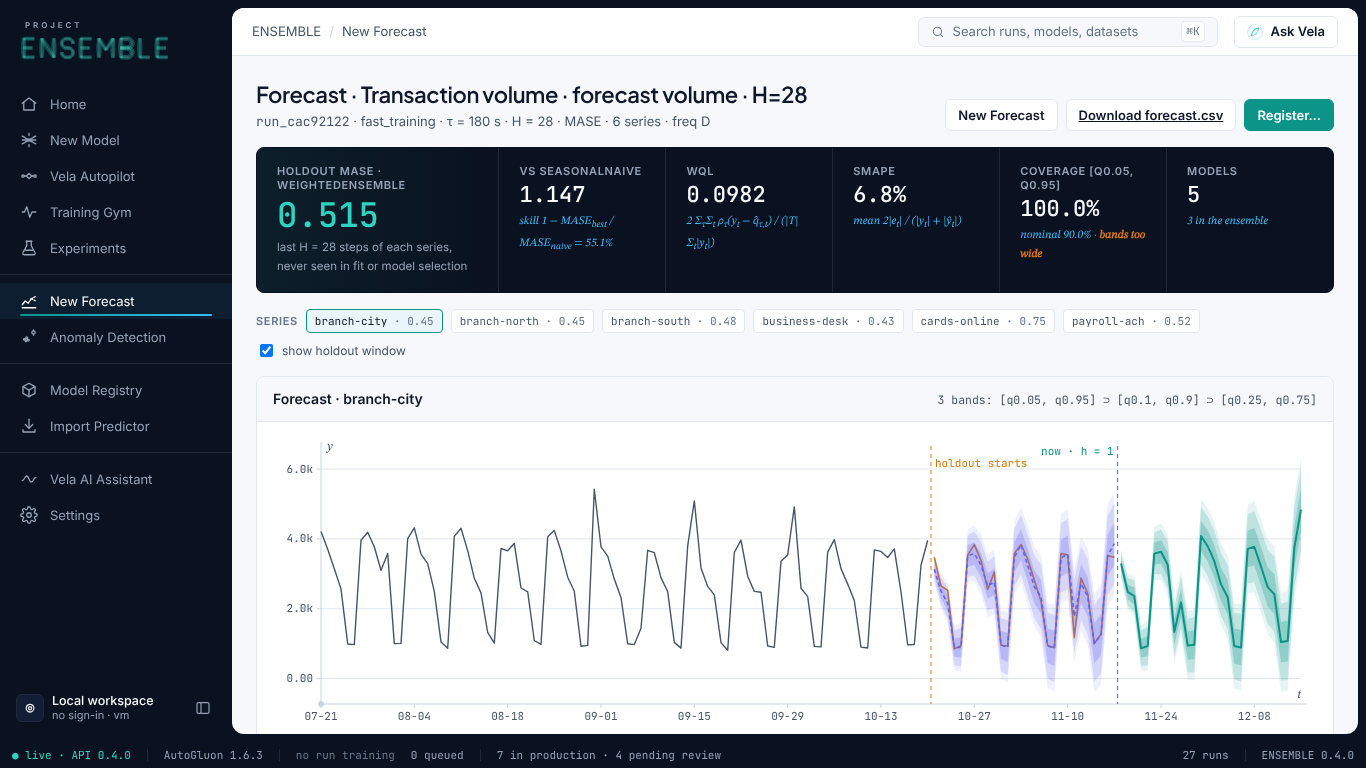 PROJECT
ENSEMBLE
Home
New Model
Vela Autopilot
Training Gym
Experiments
New Forecast
Anomaly Detection
Model Registry
Import Predictor
Vela AI Assistant
Settings
Local workspace
no sign-in · vm
ENSEMBLE / New Forecast
Search runs, models, datasets ⌘K
Ask Vela
Forecast · Transaction volume · forecast volume · H=28
run_cac92122 · fast_training · τ = 180 s · H = 28 · MASE · 6 series · freq D
New Forecast
Download forecast.csv
Register…
HOLDOUT MASE ·
WEIGHTEDENSEMBLE
0.515
last H = 28 steps of each series,
never seen in fit or model selection
VS SEASONALNAIVE
1.147
skill 1 − MASEbest /
MASEnaive = 55.1%
WQL
0.0982
2 ΣτΣt ρτ(yt − q̂τ,t) / (|T|
Σt|yt|)
SMAPE
6.8%
mean 2|et| / (|yt| + |ŷt|)
COVERAGE [Q0.05,
Q0.95]
100.0%
nominal 90.0% · bands too
wide
MODELS
5
3 in the ensemble
SERIES
branch-city · 0.45
branch-north · 0.45
branch-south · 0.48
business-desk · 0.43
cards-online · 0.75
payroll-ach · 0.52
show holdout window
Forecast · branch-city
3 bands: [q0.05, q0.95] ⊃ [q0.1, q0.9] ⊃ [q0.25, q0.75]
y
now · h = 1
holdout starts
6.0k
4.0k
2.0k
0.00
t
07-21 08-04 08-18 09-01 09-15 09-29 10-13 10-27 11-10 11-24 12-08
live · API 0.4.0
AutoGluon 1.6.3
no run training 0 queued
7 in production · 4 pending review
27 runs
ENSEMBLE 0.4.0